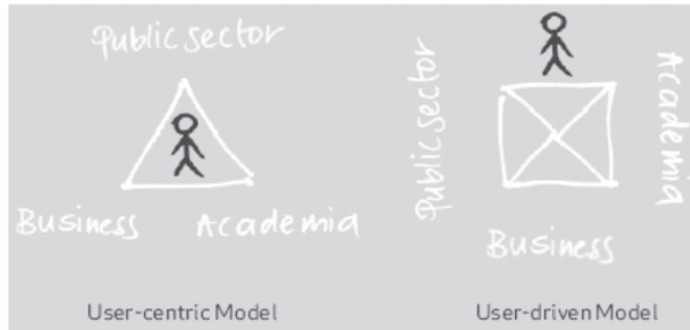 Public sector
Business
Academia
User-centric Model
Public sector
Academia
Business
User-driven Model